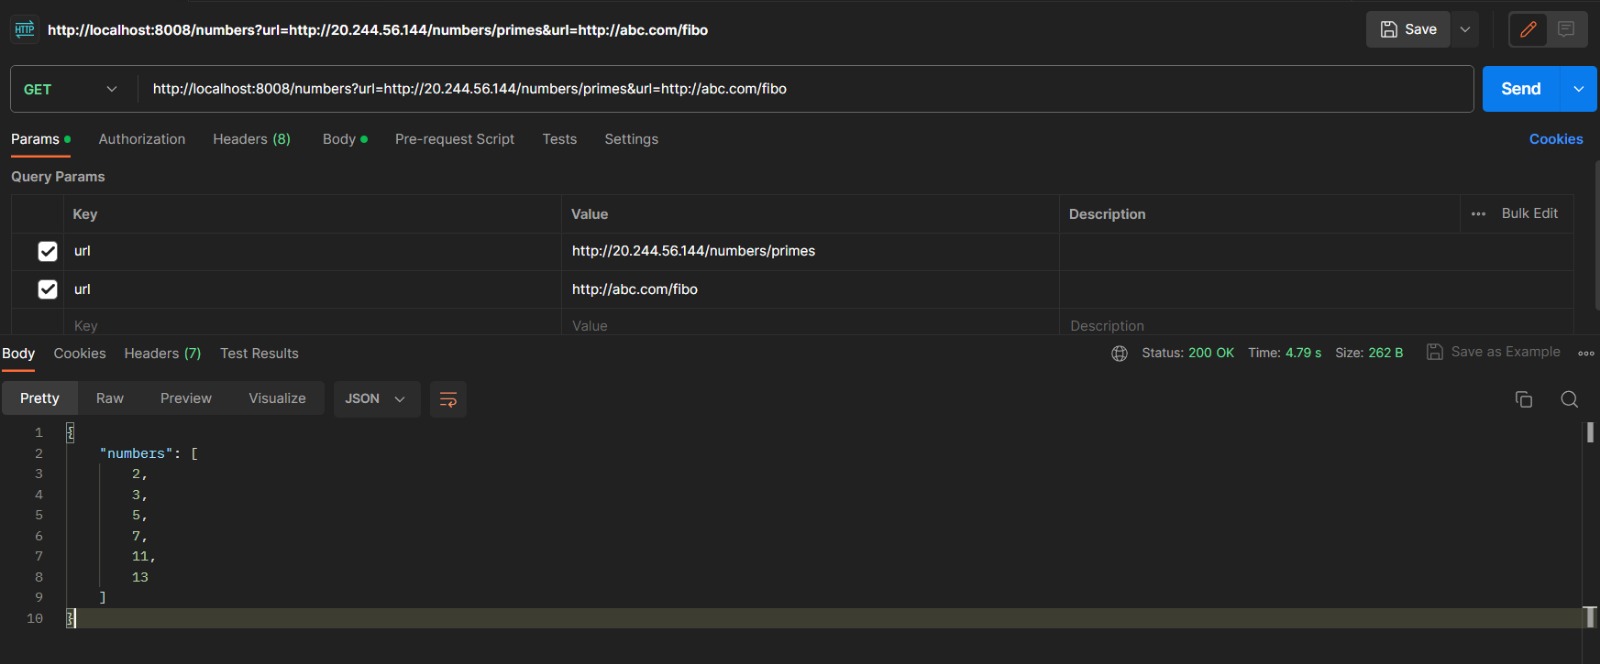 HTTP http://localhost:8008/numbers?url=http://20.244.56.144/numbers/primes&url=http://abc.com/fibo Save
GET http://localhost:8008/numbers?url=http://20.244.56.144/numbers/primes&url=http://abc.com/fibo Send
Params Authorization Headers (8) Body Pre-request Script Tests Settings Cookies
Query Params
Key Value Description Bulk Edit
url http://20.244.56.144/numbers/primes
url http://abc.com/fibo
Key Value Description
Body Cookies Headers (7) Test Results Status: 200 OK Time: 4.79 s Size: 262 B Save as Example
Pretty Raw Preview Visualize JSON
1 {
2 "numbers": [
3 2,
4 3,
5 5,
6 7,
7 11,
8 13
9 ]
10 }